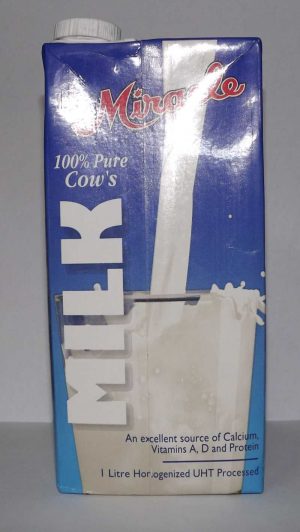 Miracle
100% Pure
Cow's
MILK
An excellent source of Calcium,
Vitamins A, D and Protein
1 Litre Homogenized UHT Processed